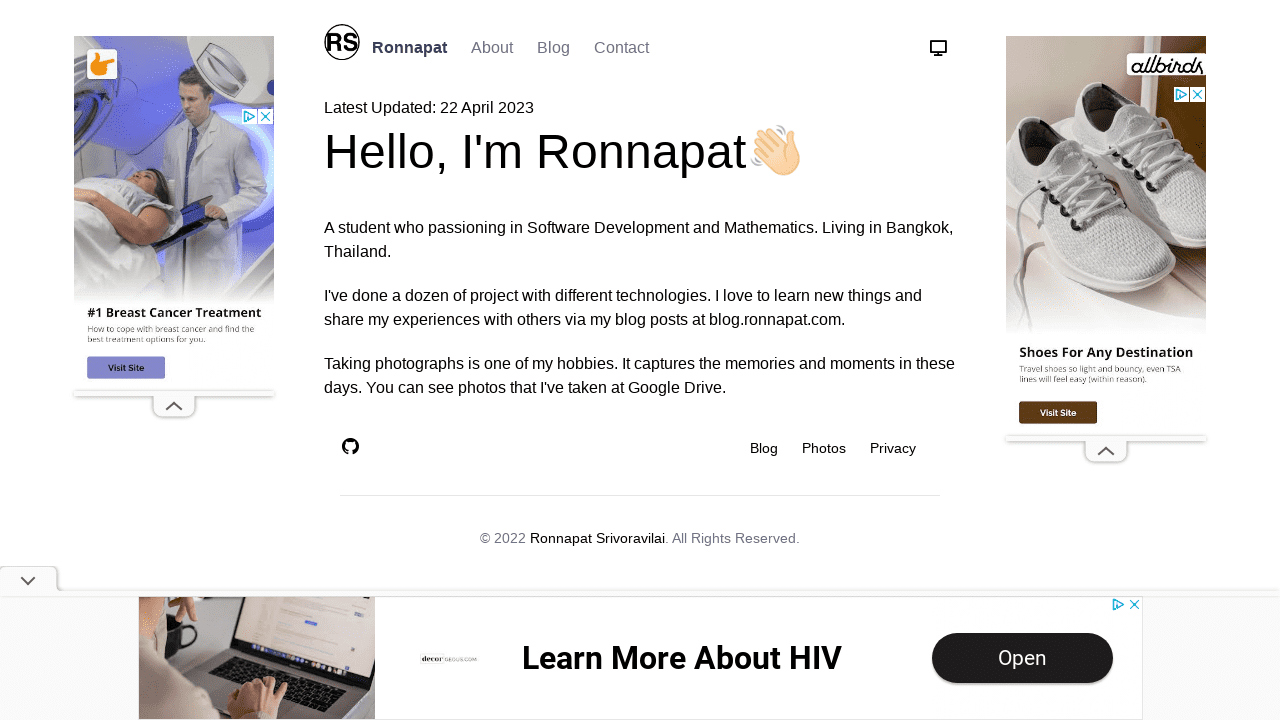 RS
Ronnapat
About
Blog
Contact
Latest Updated: 22 April 2023
Hello, I'm Ronnapat👋🏻
A student who passioning in Software Development and Mathematics. Living in Bangkok,
Thailand.
I've done a dozen of project with different technologies. I love to learn new things and
share my experiences with others via my blog posts at blog.ronnapat.com.
Taking photographs is one of my hobbies. It captures the memories and moments in these
days. You can see photos that I've taken at Google Drive.
Blog
Photos
Privacy
© 2022 Ronnapat Srivoravilai. All Rights Reserved.
#1 Breast Cancer Treatment
How to cope with breast cancer and find the
best treatment options for you.
Visit Site
allbirds
Shoes For Any Destination
Travel shoes so light and bouncy, even TSA
lines will feel easy (within reason).
Visit Site
decorGEOUS.COM
Learn More About HIV
Open